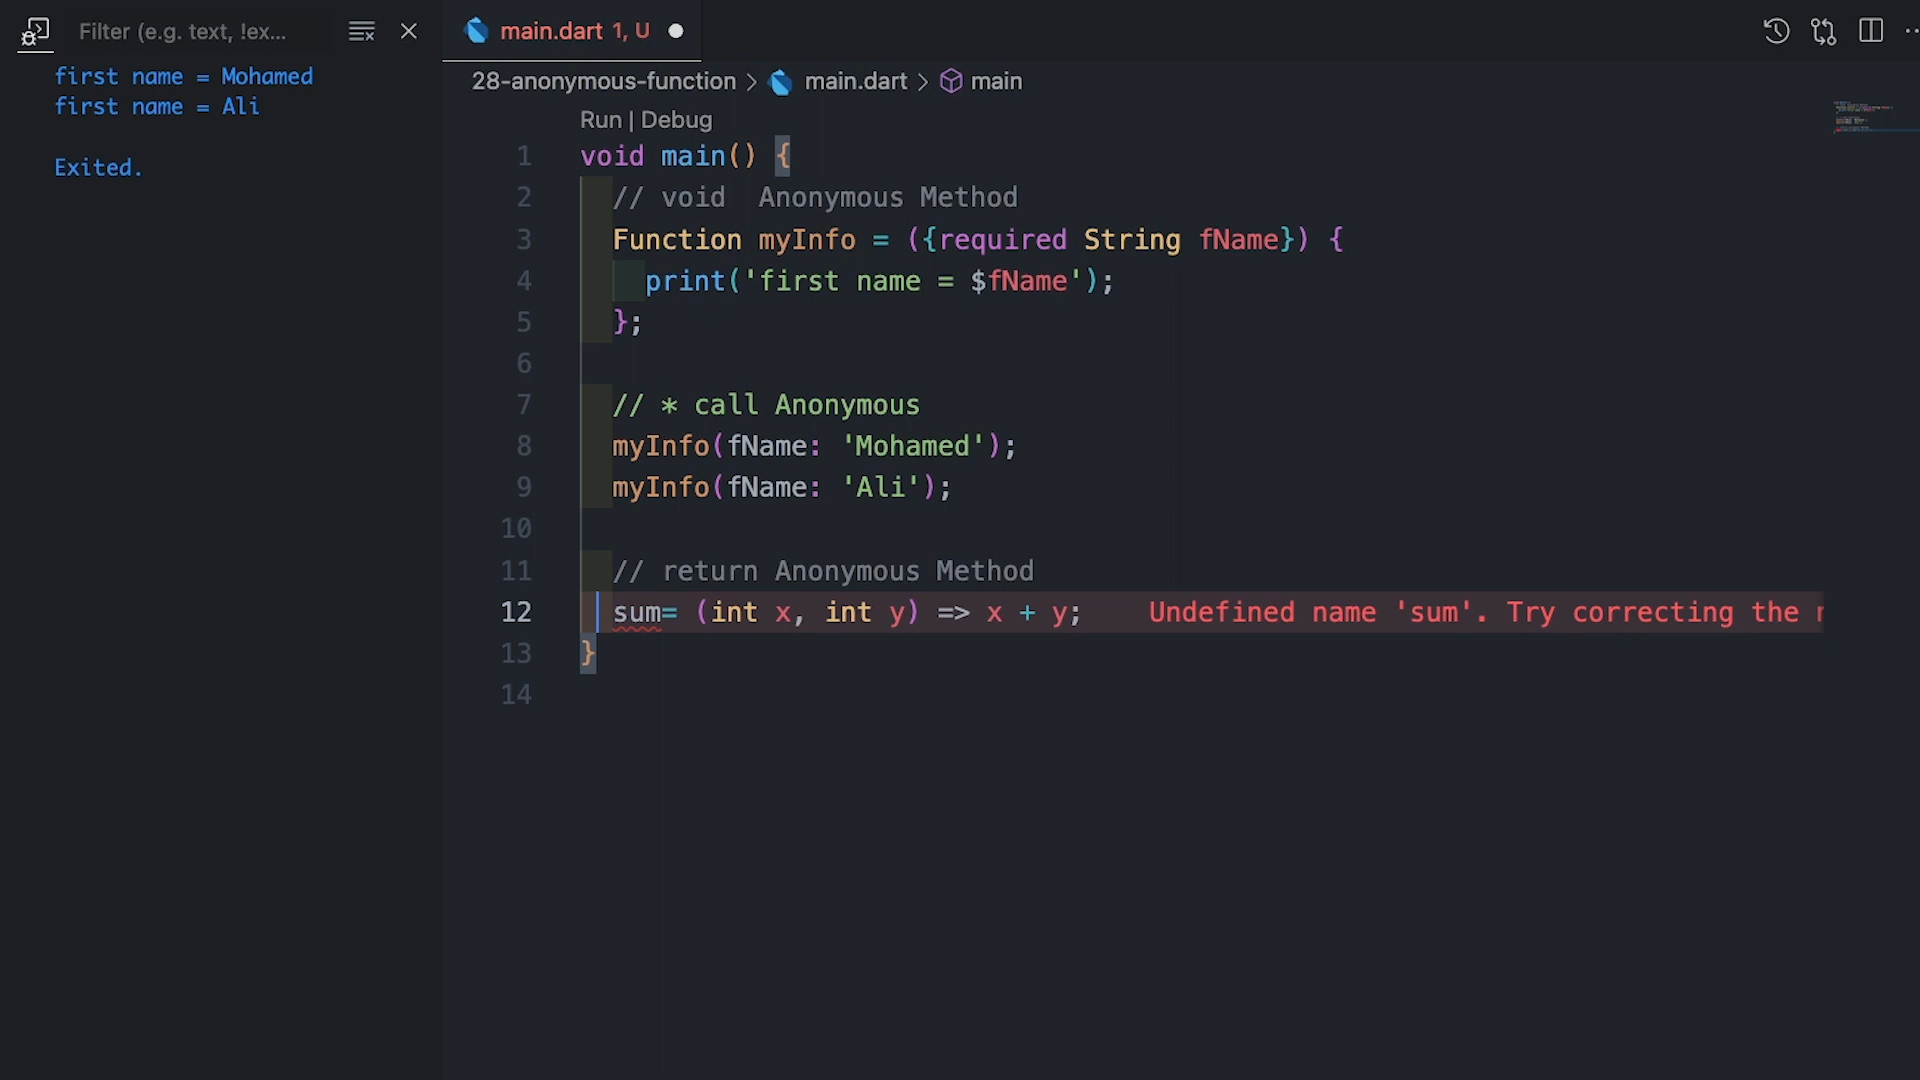 Filter (e.g. text, !ex...
first name = Mohamed
first name = Ali
Exited.
main.dart 1, U
28-anonymous-function > main.dart > main
Run | Debug
1 void main() {
2 // void  Anonymous Method
3 Function myInfo = ({required String fName}) {
4 print('first name = $fName');
5 };
6
7 // * call Anonymous
8 myInfo(fName: 'Mohamed');
9 myInfo(fName: 'Ali');
10
11 // return Anonymous Method
12 sum= (int x, int y) => x + y; Undefined name 'sum'. Try correcting the
13 }
14